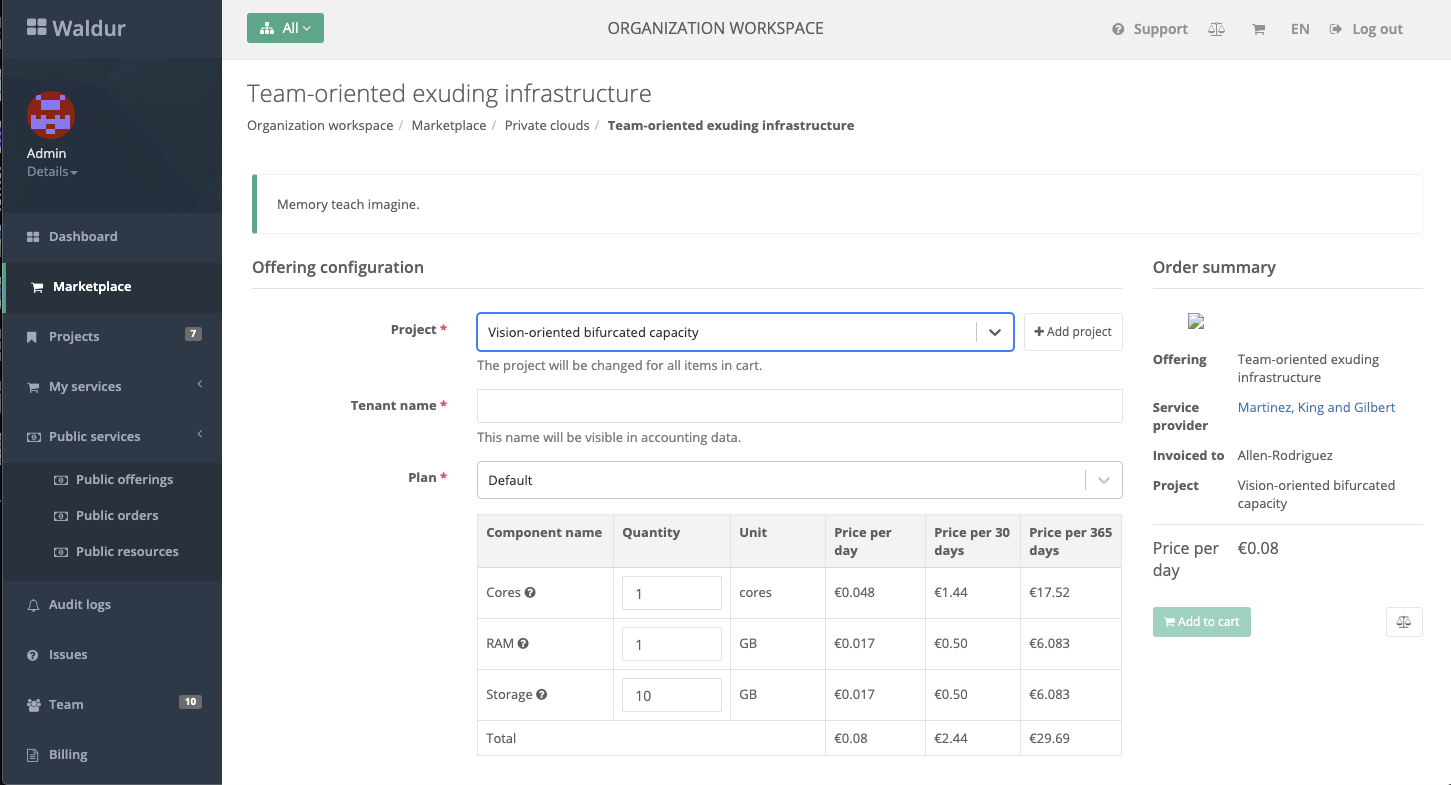 Waldur
All
ORGANIZATION WORKSPACE
Support
EN
Log out
Admin
Details
Dashboard
Marketplace
Projects 7
My services
Public services
Public offerings
Public orders
Public resources
Audit logs
Issues
Team 10
Billing
Team-oriented exuding infrastructure
Organization workspace / Marketplace / Private clouds / Team-oriented exuding infrastructure
Memory teach imagine.
Offering configuration
Project * Vision-oriented bifurcated capacity
Add project
The project will be changed for all items in cart.
Tenant name *
This name will be visible in accounting data.
Plan * Default
Component name Quantity Unit Price per day Price per 30 days Price per 365 days
Cores 1 cores €0.048 €1.44 €17.52
RAM 1 GB €0.017 €0.50 €6.083
Storage 10 GB €0.017 €0.50 €6.083
Total €0.08 €2.44 €29.69
Order summary
Offering Team-oriented exuding
infrastructure
Service provider Martinez, King and Gilbert
Invoiced to Allen-Rodriguez
Project Vision-oriented bifurcated
capacity
Price per day €0.08
Add to cart